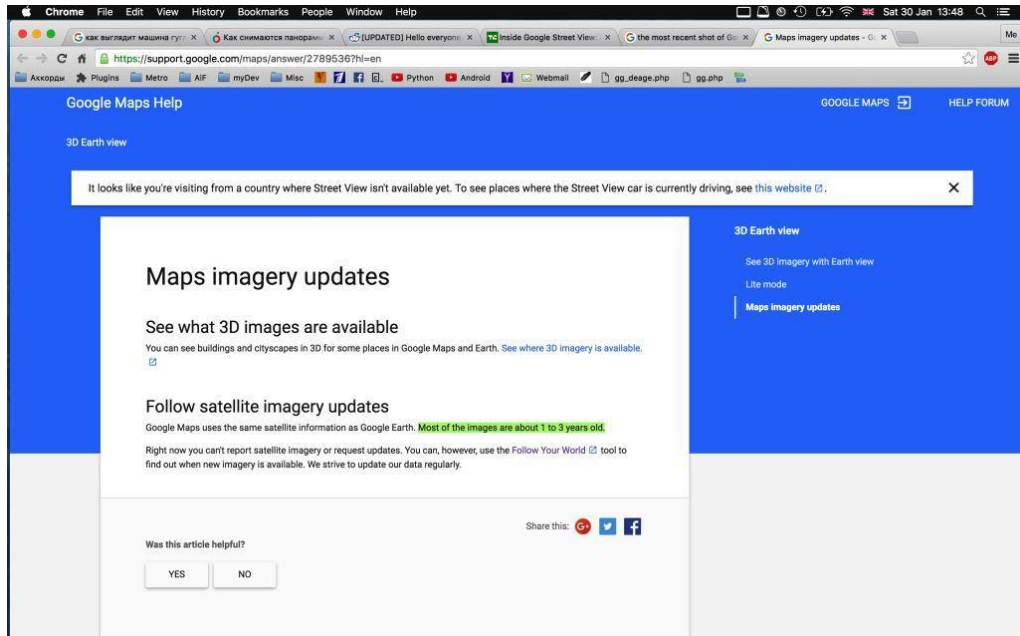 Chrome File Edit View History Bookmarks People Window Help Sat 30 Jan 13:48
как выглядит машина гугл Как снимаются панорамы [UPDATED] Hello everyone Inside Google Street View: the most recent shot of Go Maps imagery updates - Go Me
https://support.google.com/maps/answer/2789536?hl=en ABP
Аккорды Plugins Metro AIF myDev Misc Python Android Webmail gg_deage.php gg.php
Google Maps Help GOOGLE MAPS HELP FORUM
3D Earth view
It looks like you're visiting from a country where Street View isn't available yet. To see places where the Street View car is currently driving, see this website.
3D Earth view
See 3D imagery with Earth view
Lite mode
Maps imagery updates
Maps imagery updates
See what 3D images are available
You can see buildings and cityscapes in 3D for some places in Google Maps and Earth. See where 3D imagery is available.
Follow satellite imagery updates
Google Maps uses the same satellite information as Google Earth. Most of the images are about 1 to 3 years old.
Right now you can't report satellite imagery or request updates. You can, however, use the Follow Your World tool to
find out when new imagery is available. We strive to update our data regularly.
Share this: G+
Was this article helpful?
YES NO